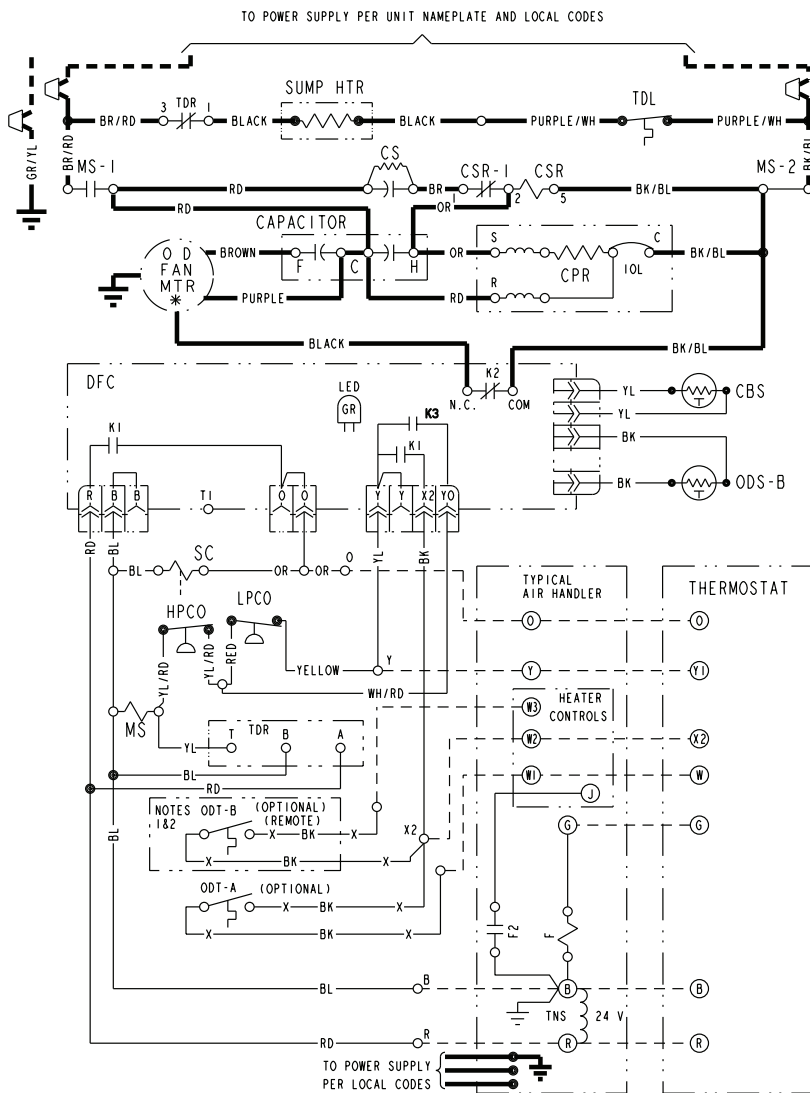 TO POWER SUPPLY PER UNIT NAMEPLATE AND LOCAL CODES
SUMP HTR
TDL
3 TDR 1
BR/RD
BLACK
BLACK
PURPLE/WH
PURPLE/WH
GR/YL
BR/RD
BK/BL
MS-1
CS
CSR-1
CSR
MS-2
RD
BR
2
5
BK/BL
RD
OR
CAPACITOR
O D
FAN
MTR
*
BROWN
F
C
H
OR
S
CPR
IOL
C
BK/BL
PURPLE
RD
R
BLACK
BK/BL
DFC
LED
GR
K2
N.C.
COM
YL
CBS
YL
BK
BK
ODS-B
K1
K3
K1
R
B
B
T1
O
O
Y
Y
X2
YO
RD
BL
YL
BK
BL
SC
OR
OR
O
HPCO
LPCO
YL/RD
YL/RD
RED
YELLOW
Y
WH/RD
MS
YL
TDR
T
B
A
BL
RD
BL
NOTES
1&2
ODT-B
(OPTIONAL)
(REMOTE)
X
BK
X
X
BK
X
X2
ODT-A
(OPTIONAL)
X
BK
X
X
BK
X
TYPICAL
AIR HANDLER
THERMOSTAT
O
O
Y
Y1
W3
HEATER
CONTROLS
W2
X2
W1
W
J
G
G
F2
F
BL
B
B
B
TNS
24 V
RD
R
R
R
TO POWER SUPPLY
PER LOCAL CODES